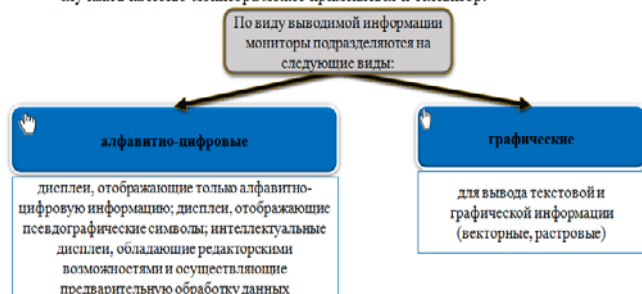 По виду выводимой информации
мониторы подразделяются на
следующие виды:
алфавитно-цифровые
графические
дисплеи, отображающие только алфавитно-
цифровую информацию; дисплеи, отображающие
псевдографические символы; интеллектуальные
дисплеи, обладающие редакторскими
возможностями и осуществляющие
предварительную обработку данных
для вывода текстовой и
графической информации
(векторные, растровые)